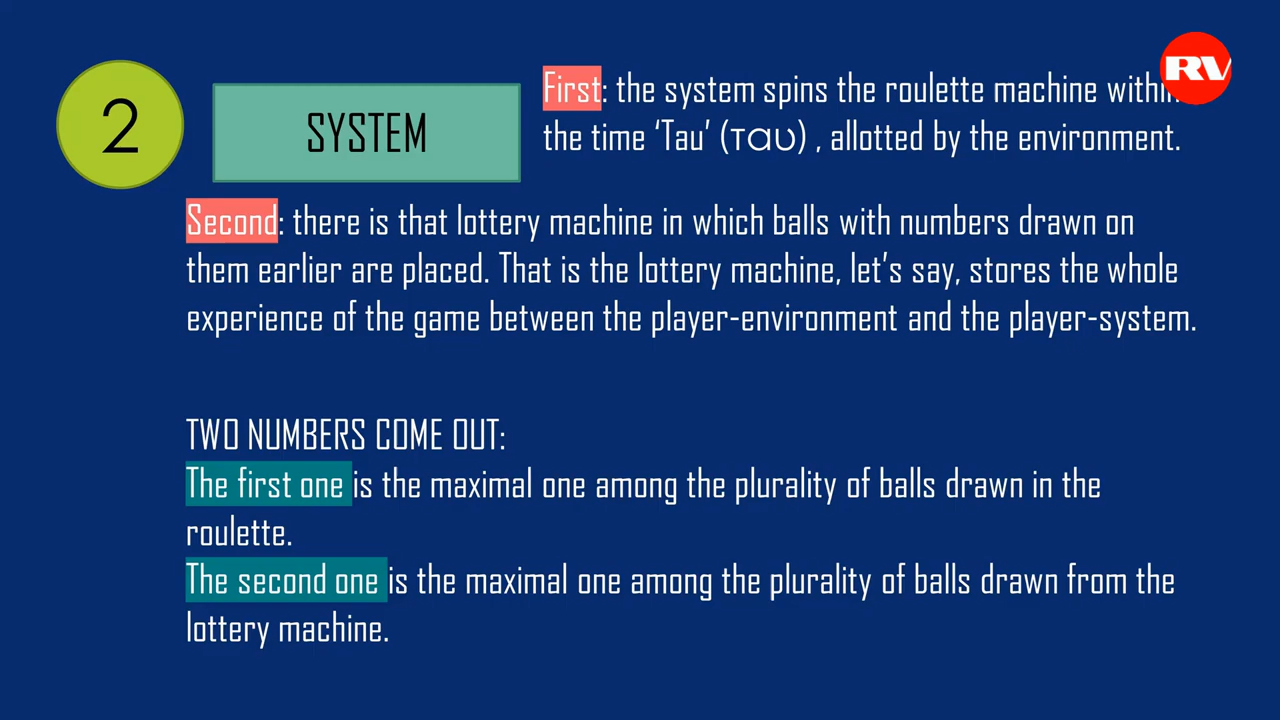 2
SYSTEM
First: the system spins the roulette machine within
the time ‘Tau’ (ταυ) , allotted by the environment.
RV
Second: there is that lottery machine in which balls with numbers drawn on
them earlier are placed. That is the lottery machine, let’s say, stores the whole
experience of the game between the player-environment and the player-system.
TWO NUMBERS COME OUT:
The first one is the maximal one among the plurality of balls drawn in the
roulette.
The second one is the maximal one among the plurality of balls drawn from the
lottery machine.